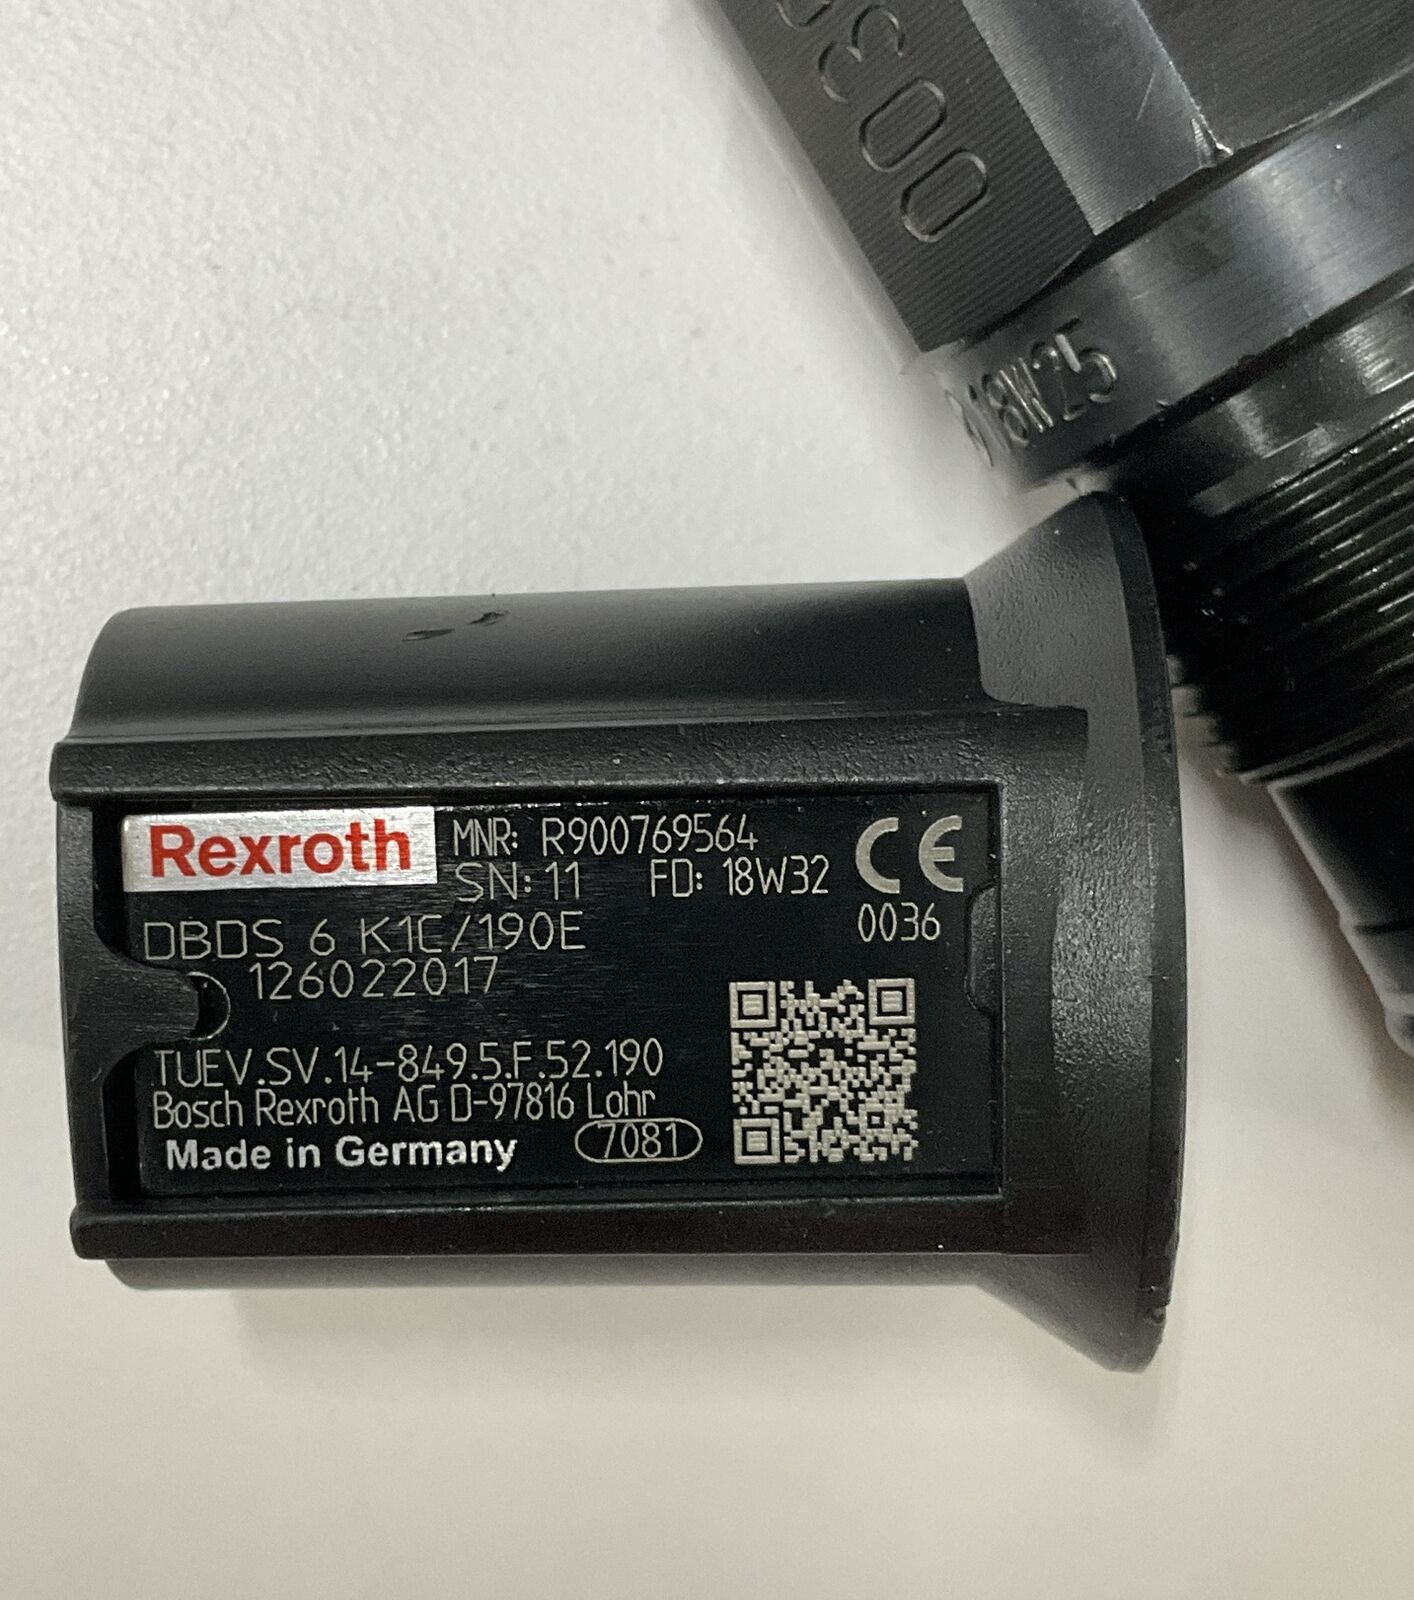 0036
18W25
Rexroth
MNR: R900769564
SN: 11 FD: 18W32
CE
0036
DBDS 6 K1C/190E
126022017
TUEV.SV.14-849.5.F.52.190
Bosch Rexroth AG D-97816 Lohr
Made in Germany
7081